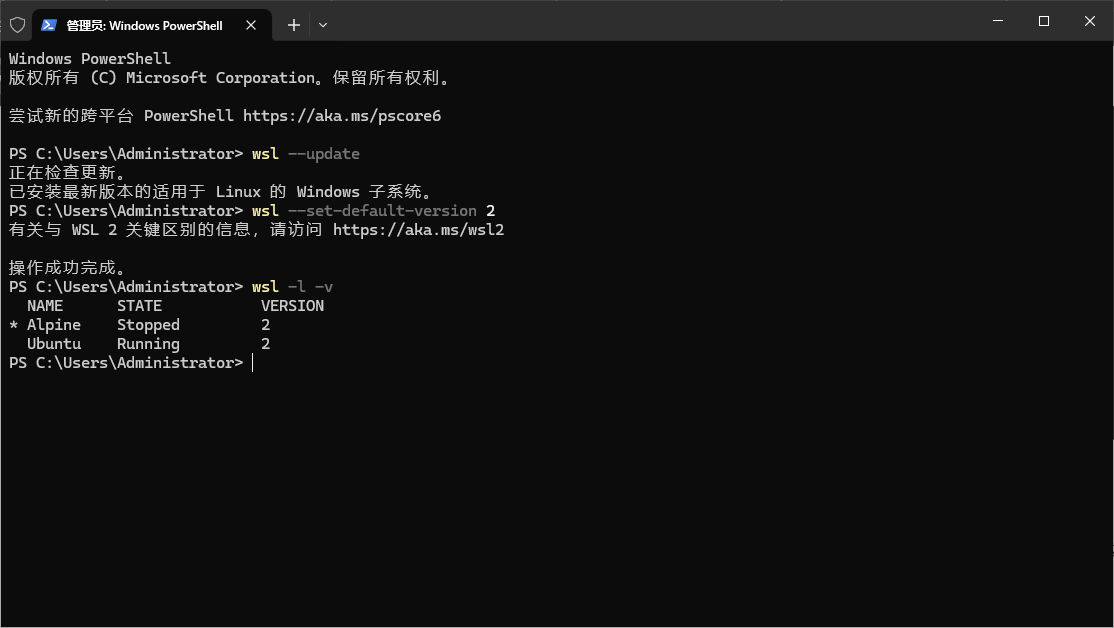 管理员: Windows PowerShell
Windows PowerShell
版权所有 (C) Microsoft Corporation。保留所有权利。
尝试新的跨平台 PowerShell https://aka.ms/pscore6
PS C:\Users\Administrator> wsl --update
正在检查更新。
已安装最新版本的适用于 Linux 的 Windows 子系统。
PS C:\Users\Administrator> wsl --set-default-version 2
有关与 WSL 2 关键区别的信息，请访问 https://aka.ms/wsl2
操作成功完成。
PS C:\Users\Administrator> wsl -l -v
NAME STATE VERSION
* Alpine Stopped 2
Ubuntu Running 2
PS C:\Users\Administrator>